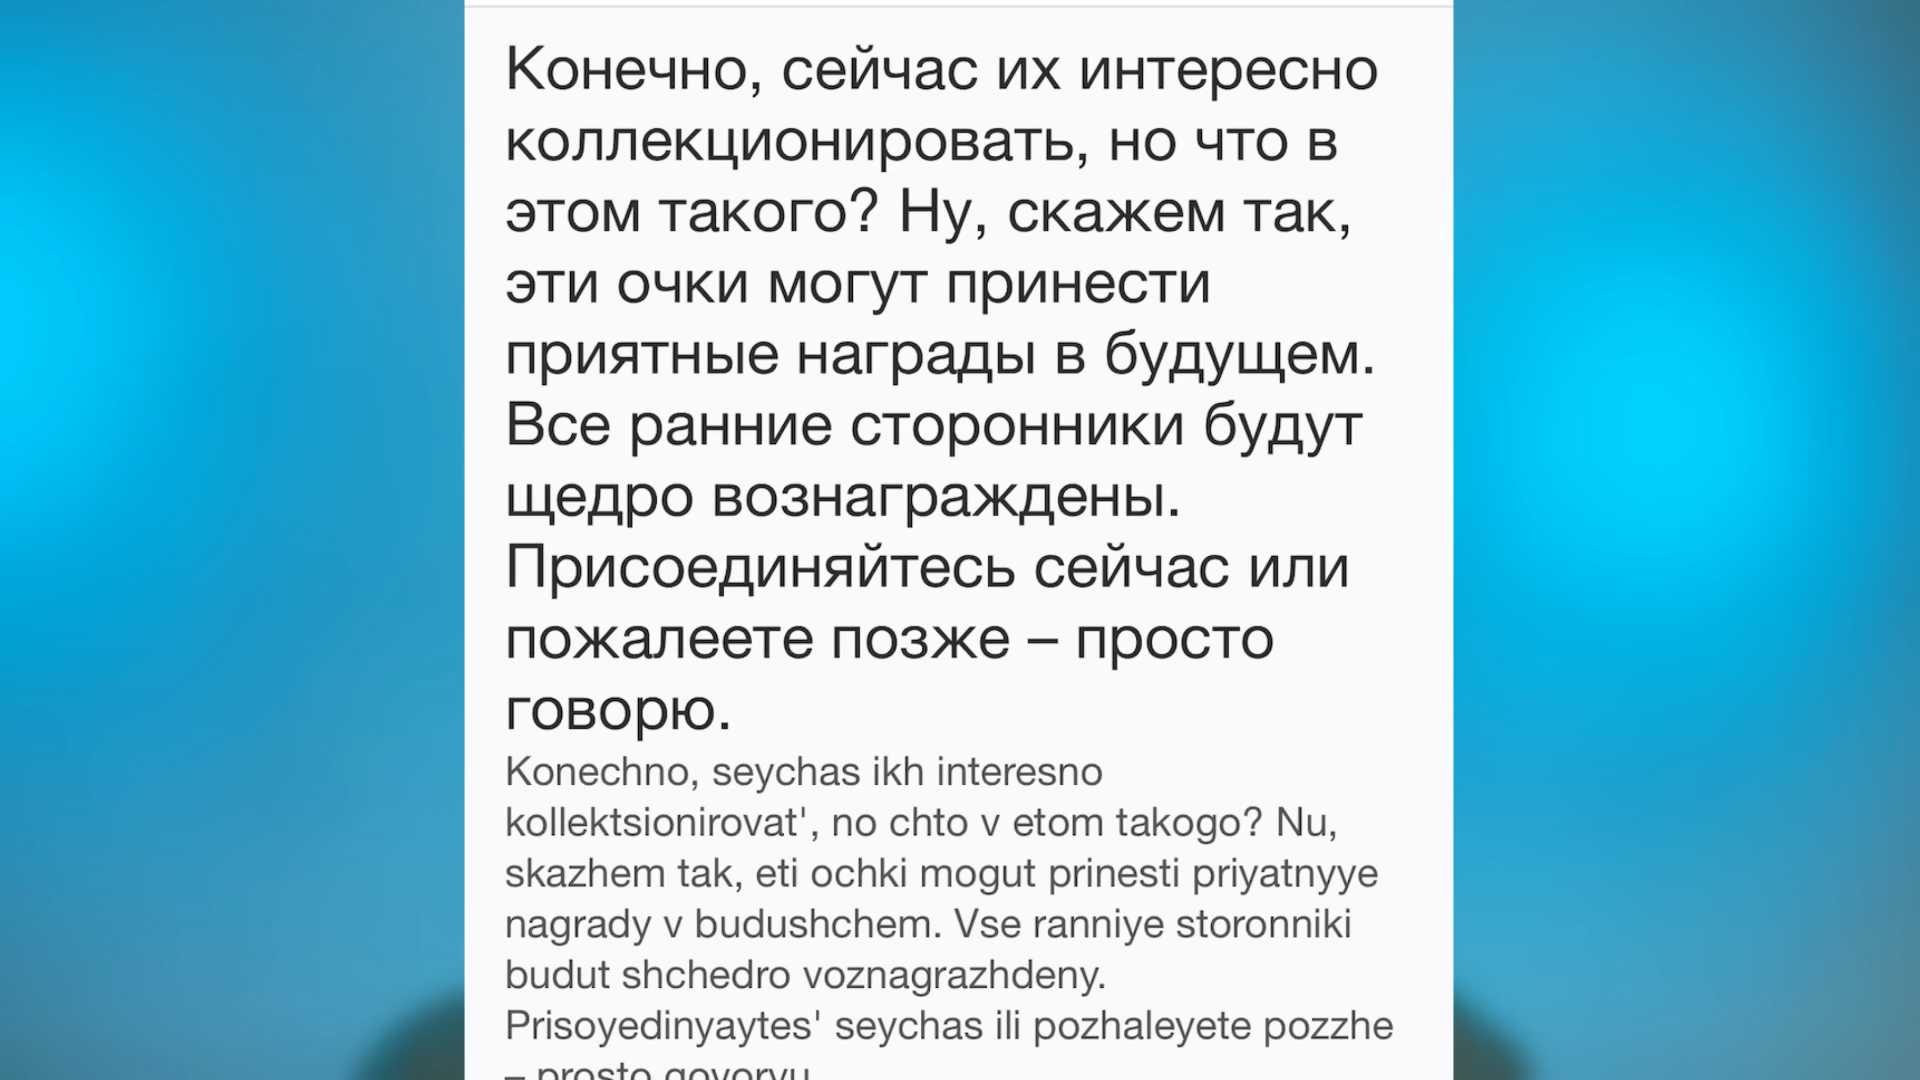 Конечно, сейчас их интересно
коллекционировать, но что в
этом такого? Ну, скажем так,
эти очки могут принести
приятные награды в будущем.
Все ранние сторонники будут
щедро вознаграждены.
Присоединяйтесь сейчас или
пожалеете позже – просто
говорю.
Konechno, seychas ikh interesno
kollektsionirovat', no chto v etom takogo? Nu,
skazhem tak, eti ochki mogut prinesti priyatnyye
nagrady v budushchem. Vse ranniye storonniki
budut shchedro voznagrazhdeny.
Prisoyedinyaytes' seychas ili pozhaleyete pozzhe
– prosto govoryu.